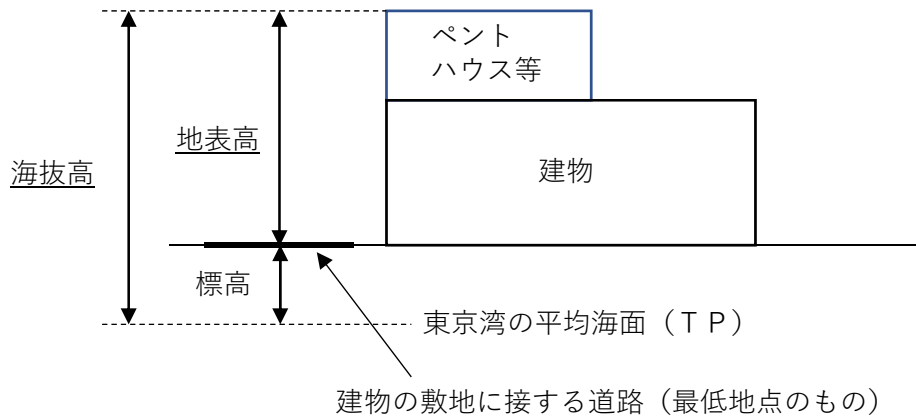 ペント
ハウス等
地表高
海抜高
建物
標高
東京湾の平均海面（ＴＰ）
建物の敷地に接する道路（最低地点のもの）